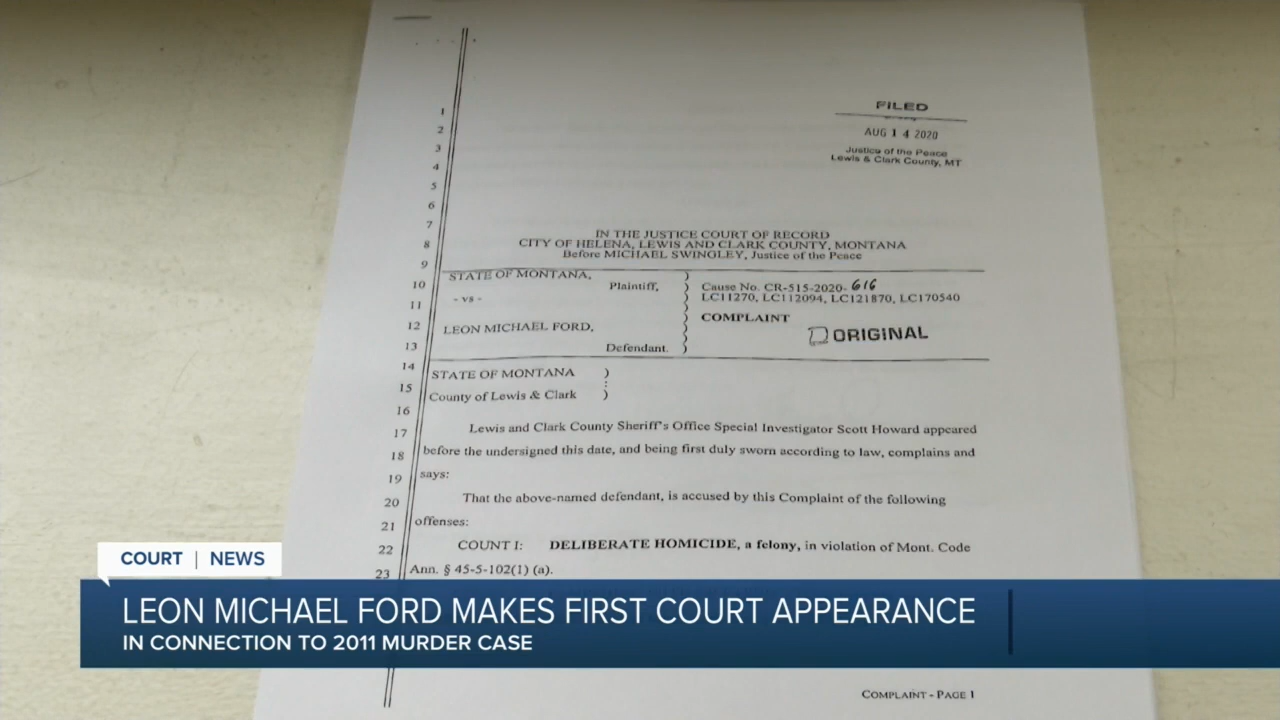 FILED
AUG 14 2020
Justice of the Peace
Lewis & Clark County, MT
1
2
3
4
5
6
7
8
9
10
11
12
13
14
15
16
17
18
19
20
21
22
23
IN THE JUSTICE COURT OF RECORD
CITY OF HELENA, LEWIS AND CLARK COUNTY, MONTANA
Before MICHAEL SWINGLEY, Justice of the Peace
STATE OF MONTANA,
Plaintiff,
- vs -
LEON MICHAEL FORD,
Defendant.
)
)
)
)
)
)
Cause No. CR-515-2020- 616
LC11270, LC112094, LC121870, LC170540
COMPLAINT
ORIGINAL
STATE OF MONTANA )
:
County of Lewis & Clark )
Lewis and Clark County Sheriff's Office Special Investigator Scott Howard appeared
before the undersigned this date, and being first duly sworn according to law, complains and
says:
That the above-named defendant, is accused by this Complaint of the following
offenses:
COUNT I: DELIBERATE HOMICIDE, a felony, in violation of Mont. Code
Ann. § 45-5-102(1) (a).
COURT | NEWS
LEON MICHAEL FORD MAKES FIRST COURT APPEARANCE
IN CONNECTION TO 2011 MURDER CASE
COMPLAINT - PAGE 1